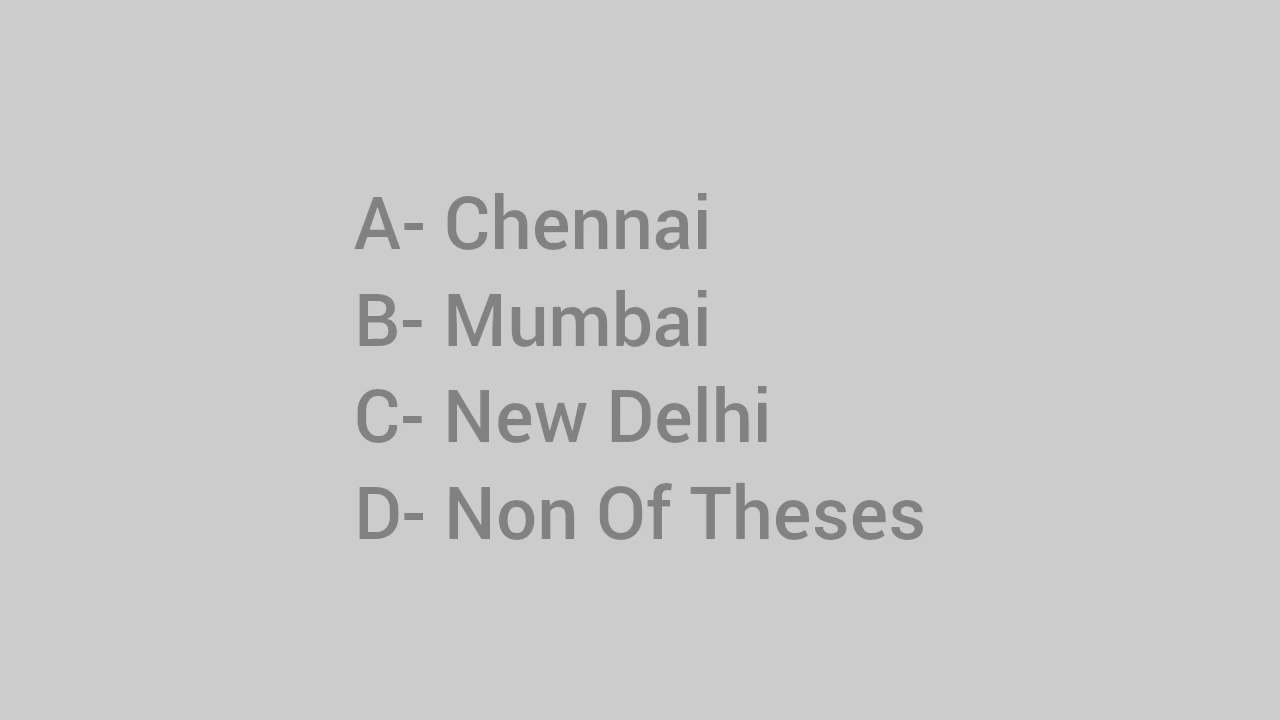 A- Chennai
B- Mumbai
C- New Delhi
D- Non Of Theses